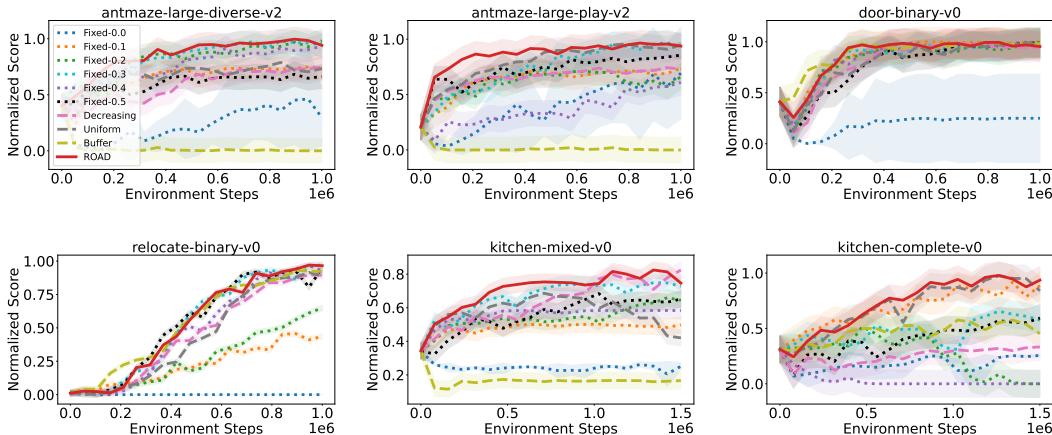 antmaze-large-diverse-v2
Normalized Score
1.0
0.5
0.0
Fixed-0.0
Fixed-0.1
Fixed-0.2
Fixed-0.3
Fixed-0.4
Fixed-0.5
Decreasing
Uniform
Buffer
ROAD
0.0 0.2 0.4 0.6 0.8 1.0
Environment Steps 1e6
antmaze-large-play-v2
Normalized Score
1.0
0.5
0.0
0.0 0.2 0.4 0.6 0.8 1.0
Environment Steps 1e6
door-binary-v0
Normalized Score
1.0
0.5
0.0
0.0 0.2 0.4 0.6 0.8 1.0
Environment Steps 1e6
relocate-binary-v0
Normalized Score
1.00
0.75
0.50
0.25
0.00
0.0 0.2 0.4 0.6 0.8 1.0
Environment Steps 1e6
kitchen-mixed-v0
Normalized Score
0.8
0.6
0.4
0.2
0.0 0.5 1.0 1.5
Environment Steps 1e6
kitchen-complete-v0
Normalized Score
1.0
0.5
0.0
0.0 0.5 1.0 1.5
Environment Steps 1e6